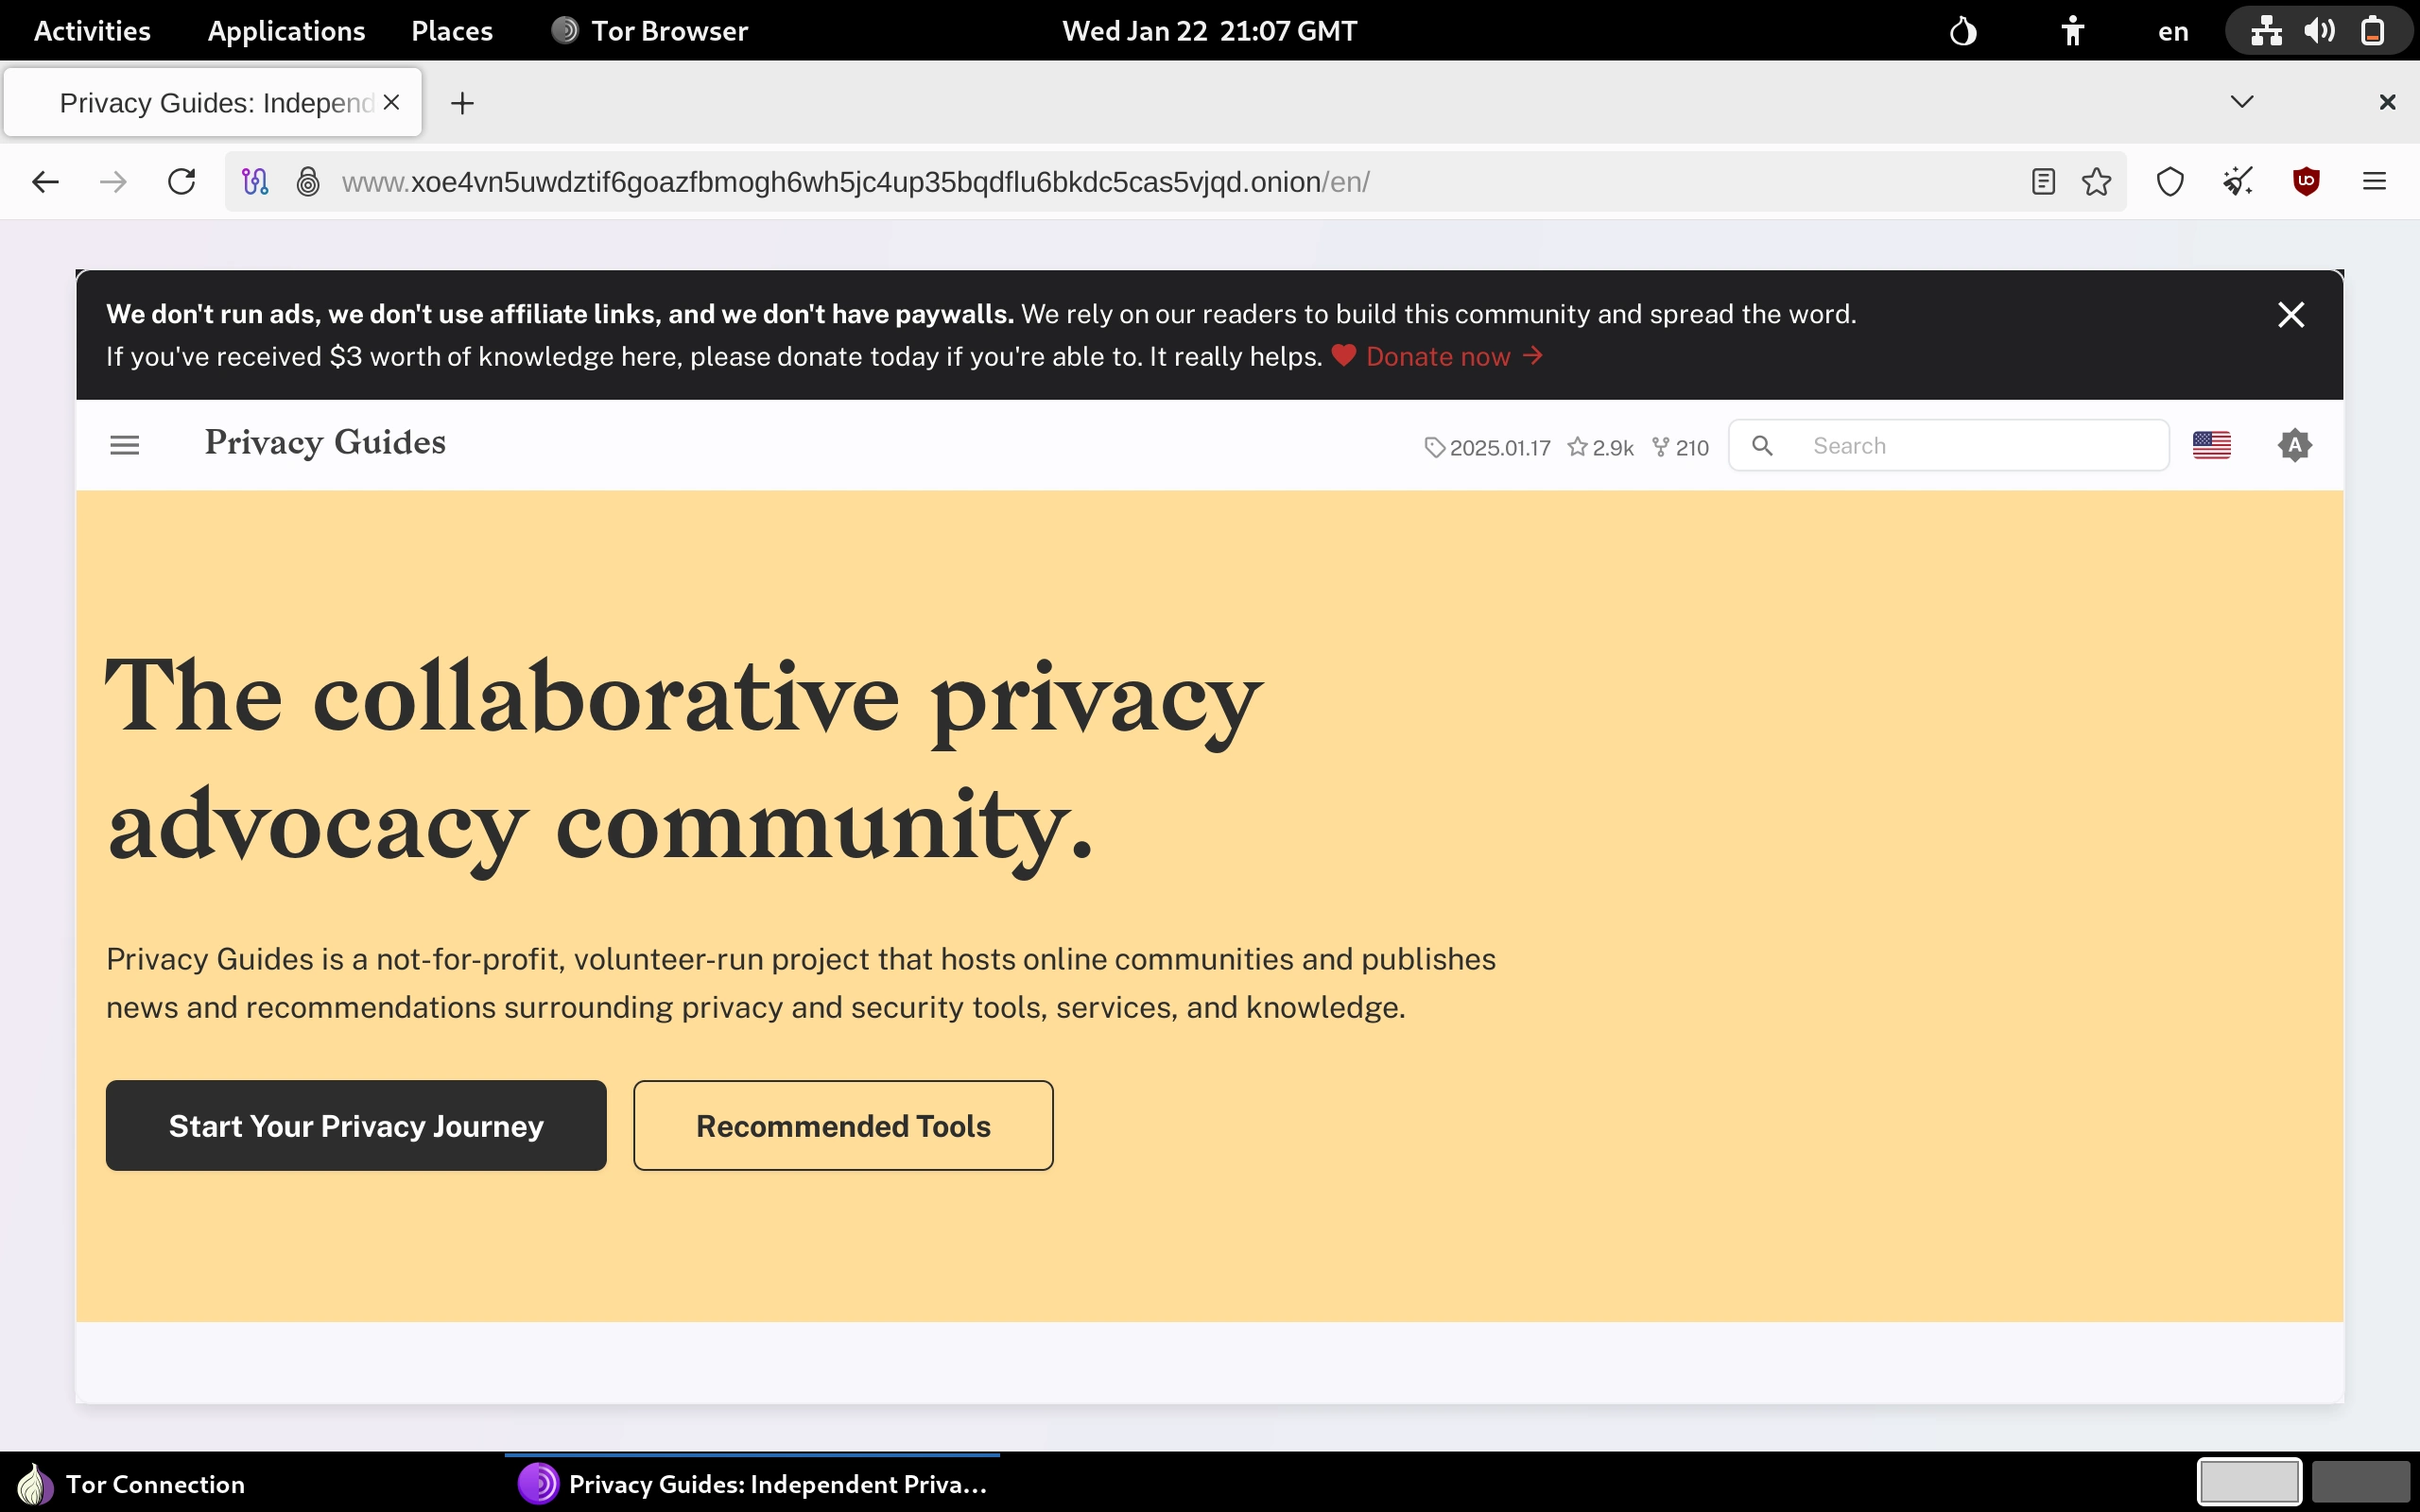 Activities Applications Places Tor Browser Wed Jan 22 21:07 GMT en
Privacy Guides: Independ
www.xoe4vn5uwdztif6goazfbmogh6wh5jc4up35bqdflu6bkdc5cas5vjqd.onion/en/
We don't run ads, we don't use affiliate links, and we don't have paywalls. We rely on our readers to build this community and spread the word.
If you've received $3 worth of knowledge here, please donate today if you're able to. It really helps. Donate now
Privacy Guides 2025.01.17 2.9k 210 Search A
The collaborative privacy
advocacy community.
Privacy Guides is a not-for-profit, volunteer-run project that hosts online communities and publishes
news and recommendations surrounding privacy and security tools, services, and knowledge.
Start Your Privacy Journey Recommended Tools
Tor Connection Privacy Guides: Independent Priva...